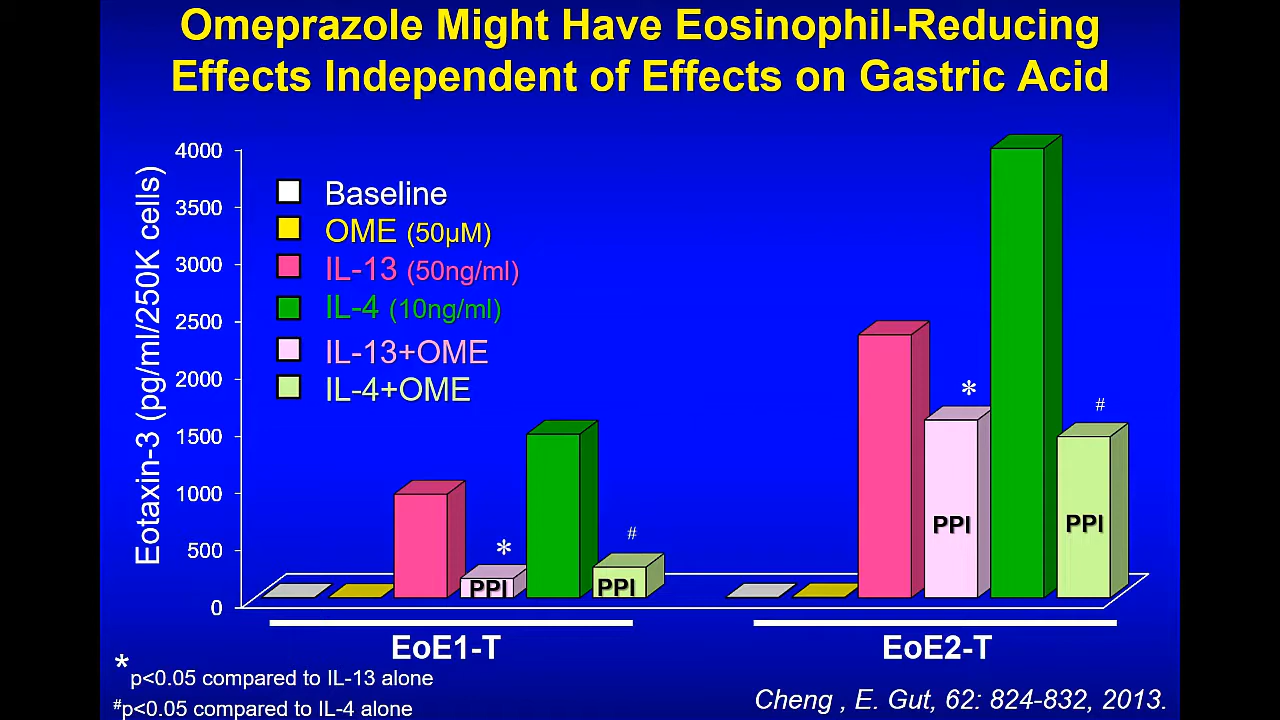 Omeprazole Might Have Eosinophil-Reducing
Effects Independent of Effects on Gastric Acid
Eotaxin-3 (pg/ml/250K cells)
4000
3500
3000
2500
2000
1500
1000
500
0
Baseline
OME (50µM)
IL-13 (50ng/ml)
IL-4 (10ng/ml)
IL-13+OME
IL-4+OME
*
#
*
#
PPI
PPI
PPI
PPI
EoE1-T
EoE2-T
*p<0.05 compared to IL-13 alone
#p<0.05 compared to IL-4 alone
Cheng , E. Gut, 62: 824-832, 2013.